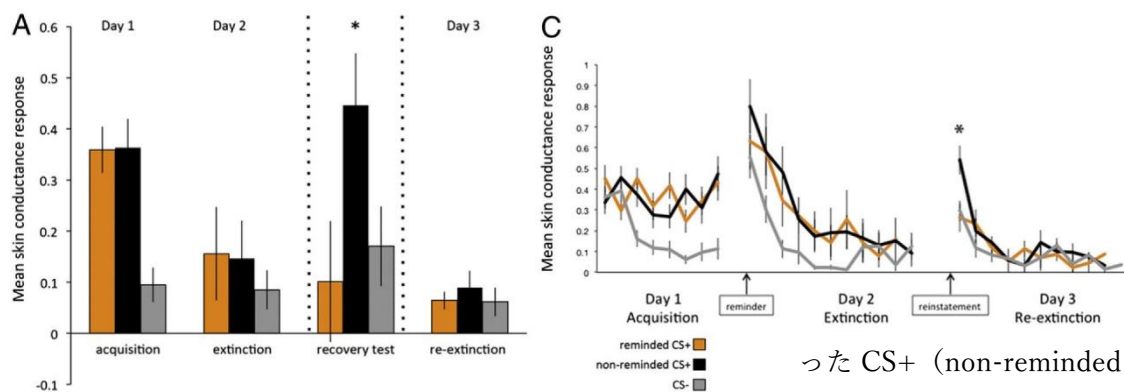 A
Day 1
Day 2
*
Day 3
Mean skin conductance response
0.6
0.5
0.4
0.3
0.2
0.1
0
-0.1
acquisition
extinction
recovery test
re-extinction
reminded CS+
non-reminded CS+
CS-
C
Mean skin conductance response
1
0.9
0.8
0.7
0.6
0.5
0.4
0.3
0.2
0.1
0
*
Day 1
Acquisition
reminder
Day 2
Extinction
reinstatement
Day 3
Re-extinction
った CS+（non-reminded